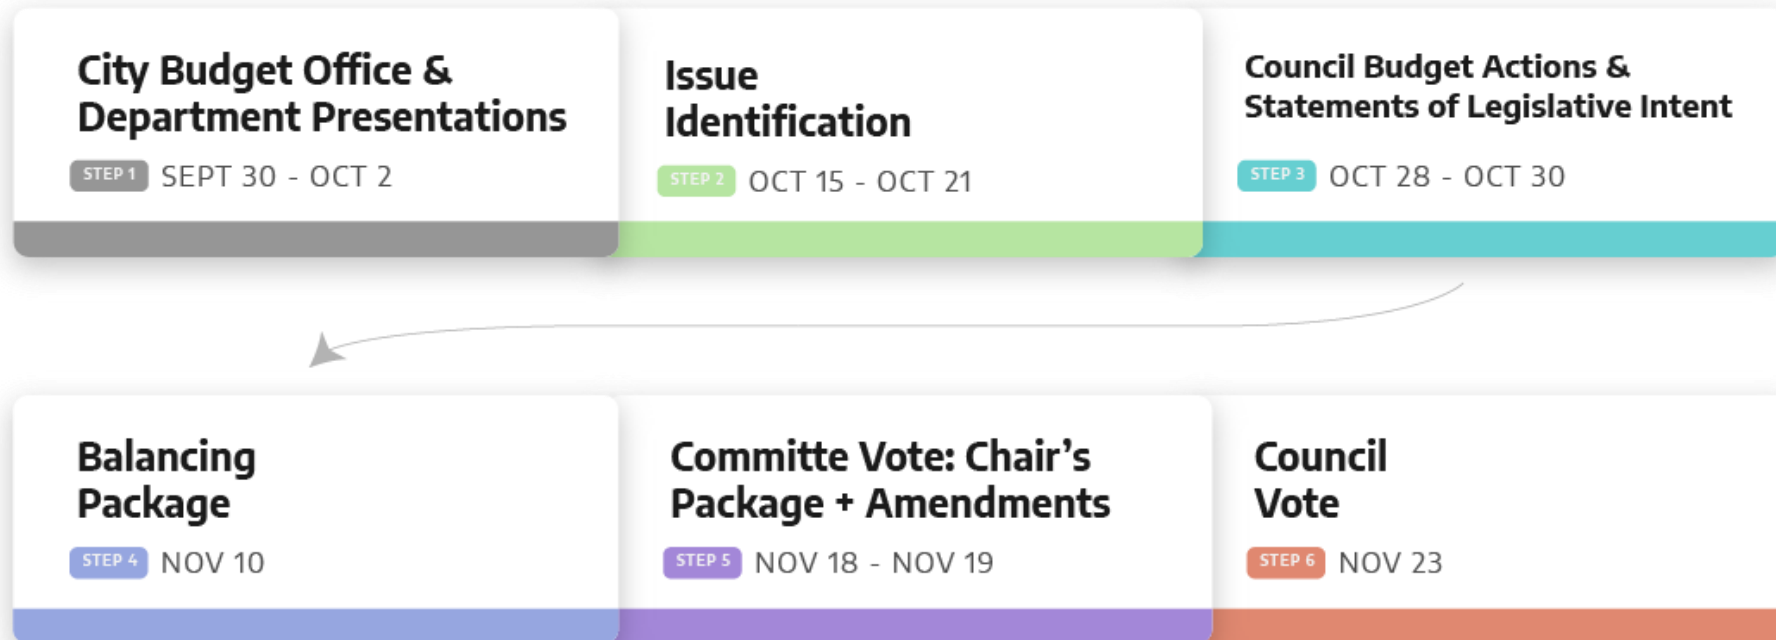 City Budget Office &
Department Presentations
STEP 1 SEPT 30 - OCT 2
Issue
Identification
STEP 2 OCT 15 - OCT 21
Council Budget Actions &
Statements of Legislative Intent
STEP 3 OCT 28 - OCT 30
Balancing
Package
STEP 4 NOV 10
Committe Vote: Chair’s
Package + Amendments
STEP 5 NOV 18 - NOV 19
Council
Vote
STEP 6 NOV 23